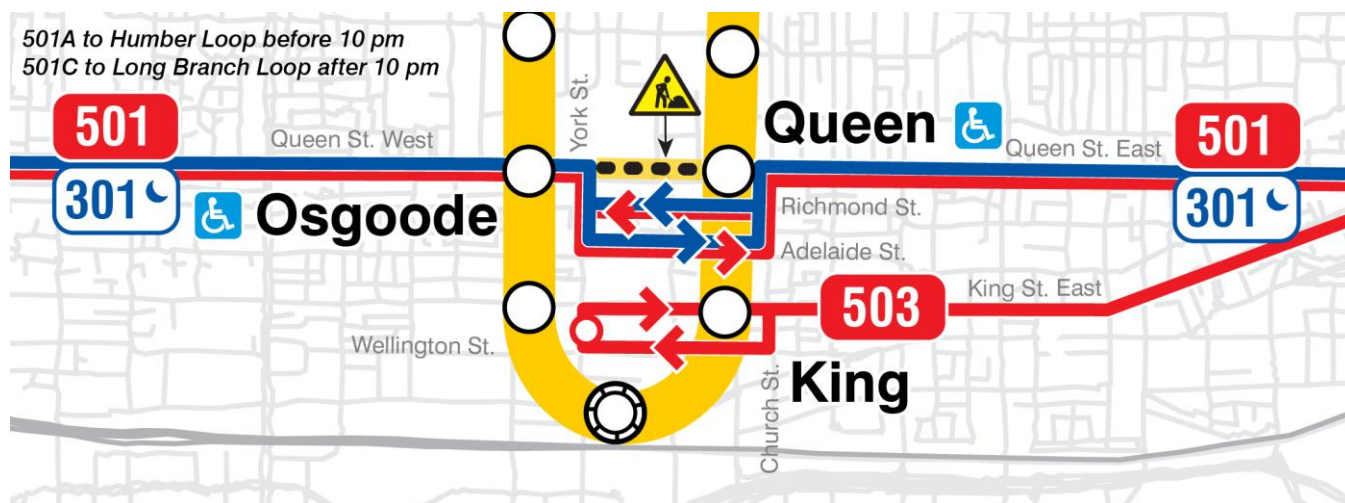 501A to Humber Loop before 10 pm
501C to Long Branch Loop after 10 pm
501
Queen St. West
York St.
Queen
Queen St. East
501
301
Osgoode
Richmond St.
301
Adelaide St.
503
King St. East
Wellington St.
King
Church St.